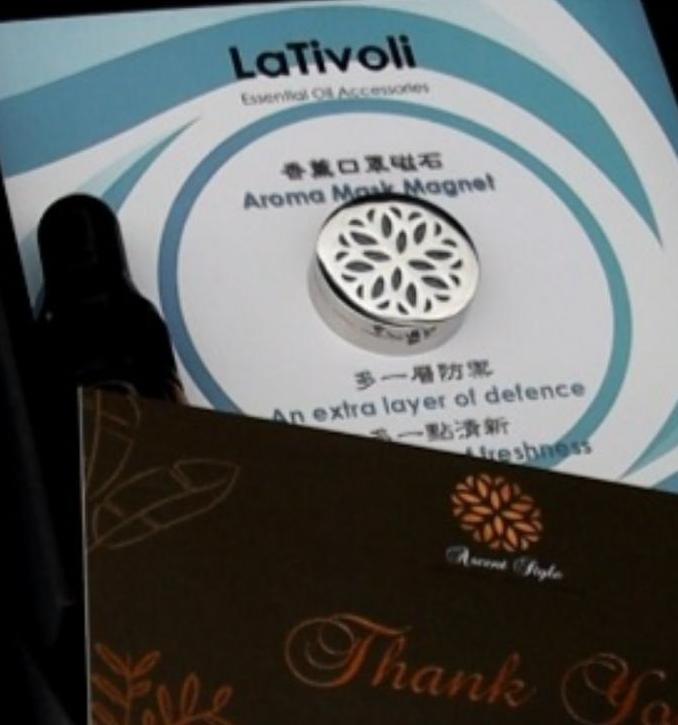 LaTivoli
Essential Oil Accessories
香薰口罩磁石
Aroma Mask Magnet
多一層防禦
An extra layer of defence
多一點清新
freshness
Ascent Style
Thank Yo